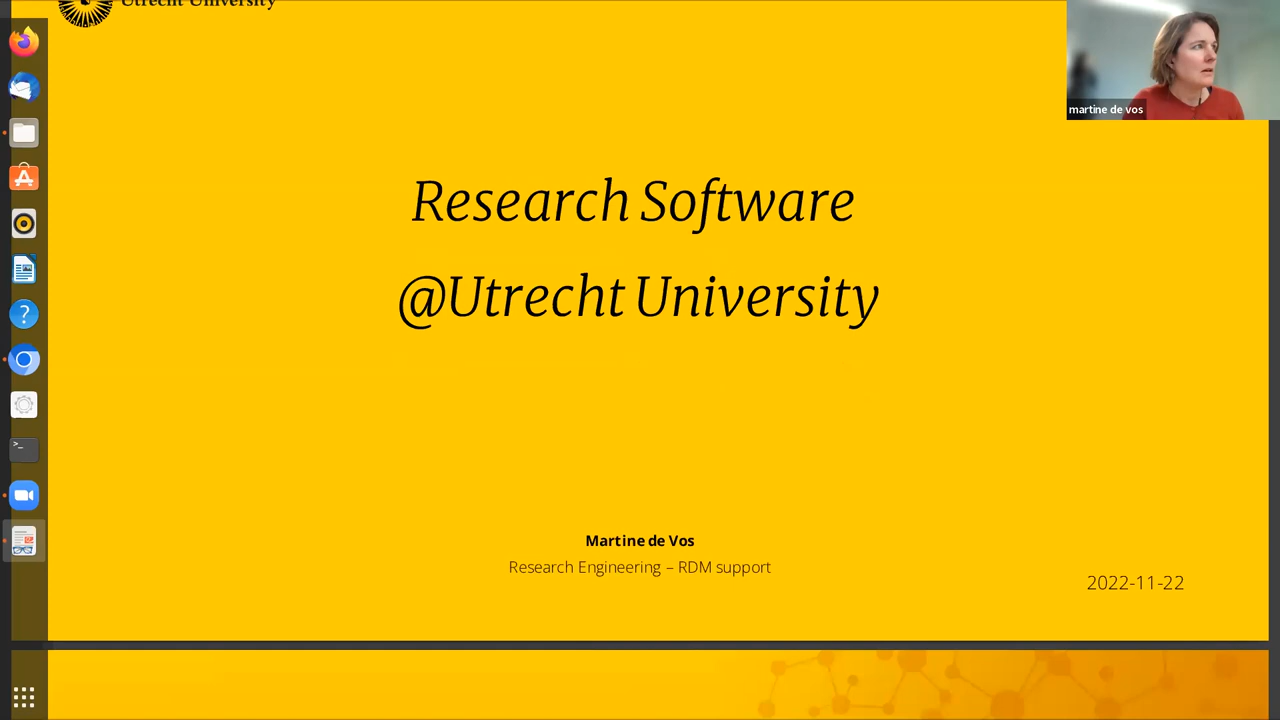 Utrecht University
martine de vos
Research Software
@Utrecht University
Martine de Vos
Research Engineering – RDM support
2022-11-22